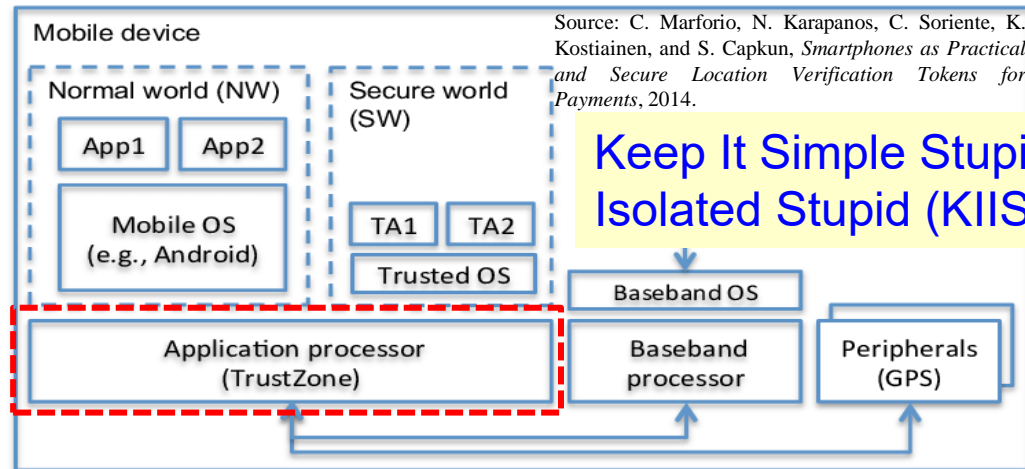 Mobile device
Source: C. Marforio, N. Karapanos, C. Soriente, K.
Kostiainen, and S. Capkun, Smartphones as Practical
and Secure Location Verification Tokens for
Payments, 2014.
Normal world (NW)
App1
App2
Mobile OS
(e.g., Android)
Secure world
(SW)
TA1
TA2
Trusted OS
Keep It Simple Stupi
Isolated Stupid (KIIS
Baseband OS
Application processor
(TrustZone)
Baseband
processor
Peripherals
(GPS)